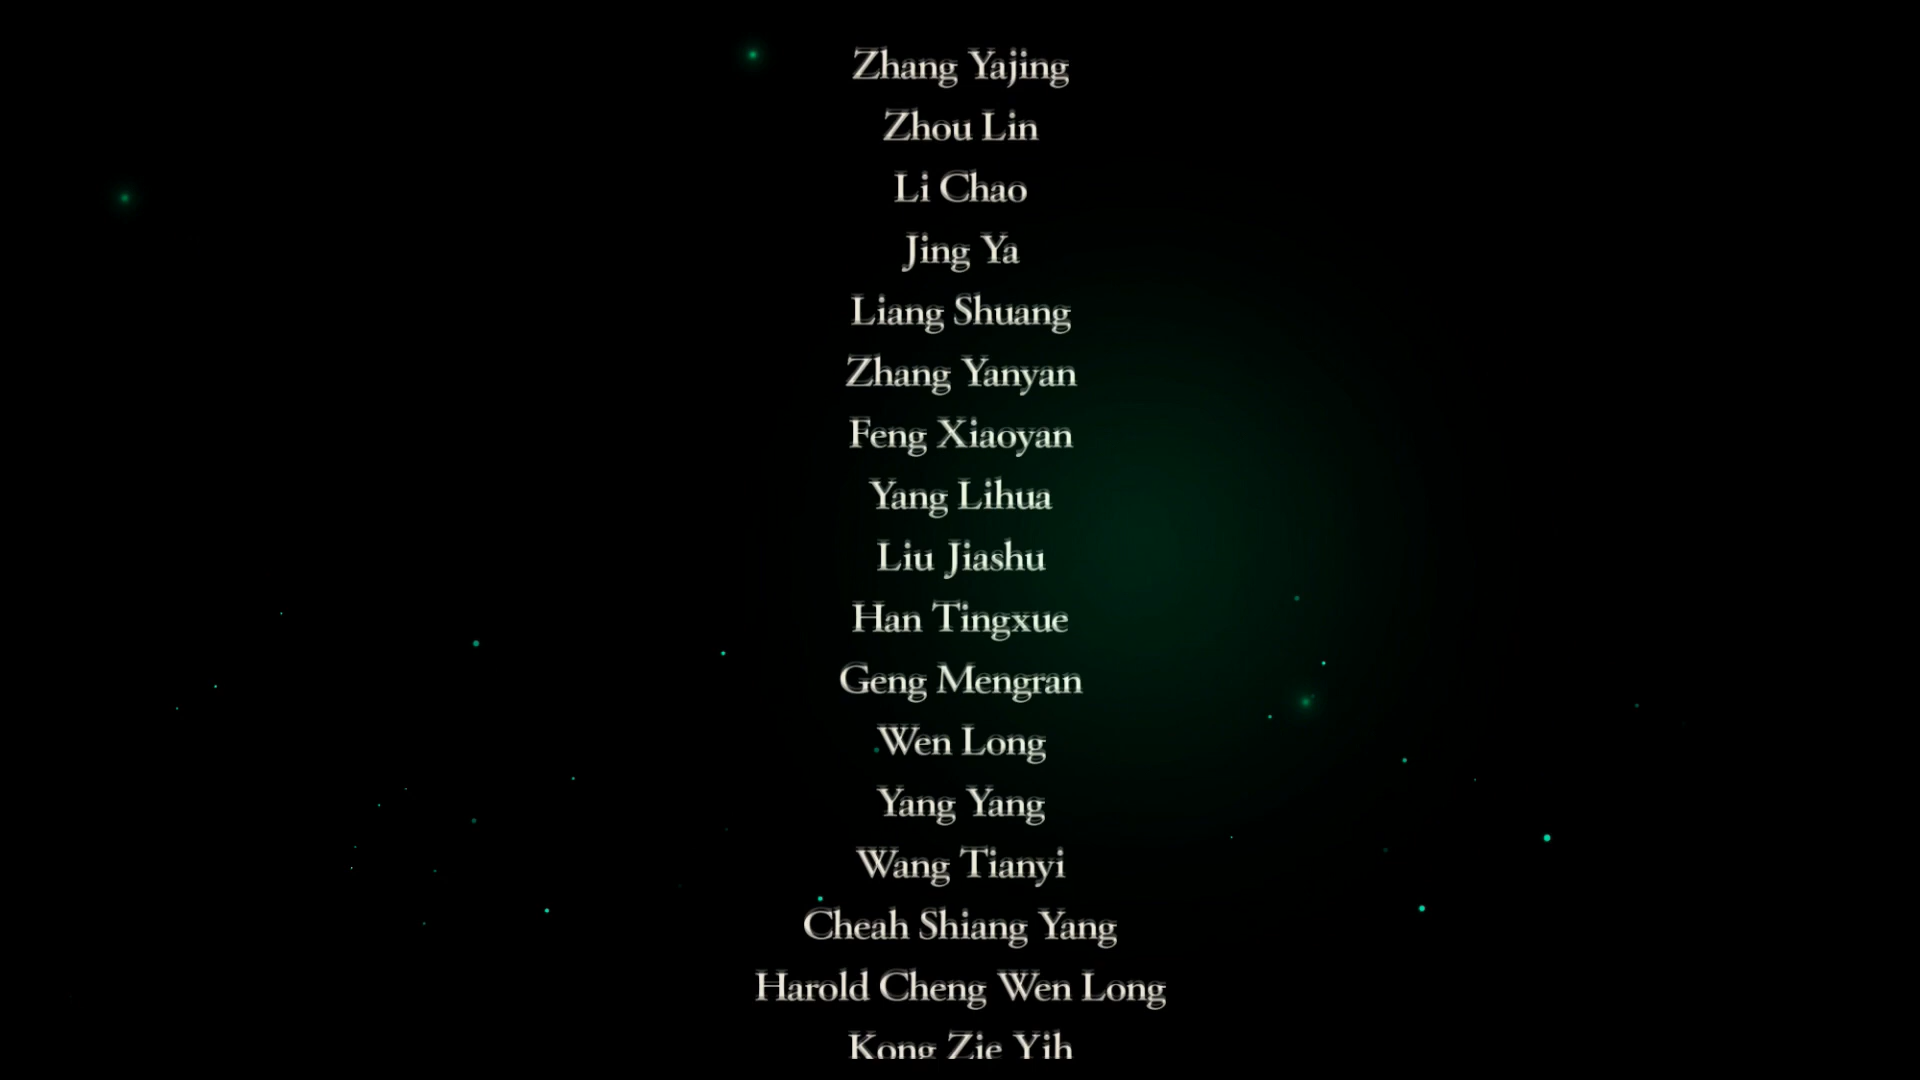 Zhang Yajing
Zhou Lin
Li Chao
Jing Ya
Liang Shuang
Zhang Yanyan
Feng Xiaoyan
Yang Lihua
Liu Jiashu
Han Tingxue
Geng Mengran
Wen Long
Yang Yang
Wang Tianyi
Cheah Shiang Yang
Harold Cheng Wen Long
Kong Zie Yih